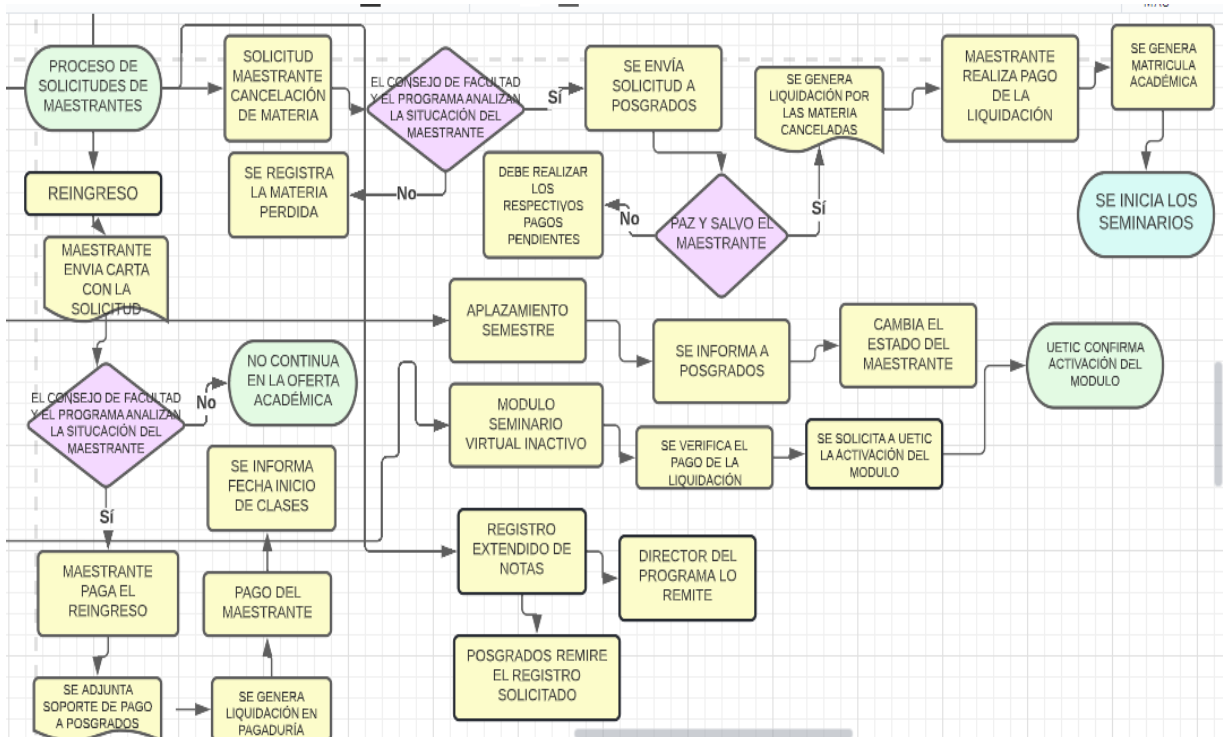 PROCESO DE
SOLICITUDES DE
MAESTRANTES
SOLICITUD
MAESTRANTE
CANCELACIÓN
DE MATERIA
EL CONSEJO DE FACULTAD
Y EL PROGRAMA ANALIZAN
LA SITUCACIÓN DEL
MAESTRANTE
Sí
SE ENVÍA
SOLICITUD A
POSGRADOS
SE GENERA
LIQUIDACIÓN POR
LAS MATERIA
CANCELADAS
MAESTRANTE
REALIZA PAGO
DE LA
LIQUIDACIÓN
SE GENERA
MATRICULA
ACADÉMICA
REINGRESO
SE REGISTRA
LA MATERIA
PERDIDA
No
DEBE REALIZAR
LOS
RESPECTIVOS
PAGOS
PENDIENTES
No
PAZ Y SALVO EL
MAESTRANTE
Sí
SE INICIA LOS
SEMINARIOS
MAESTRANTE
ENVIA CARTA
CON LA
SOLICITUD
APLAZAMIENTO
SEMESTRE
SE INFORMA A
POSGRADOS
CAMBIA EL
ESTADO DEL
MAESTRANTE
UETIC CONFIRMA
ACTIVACIÓN DEL
MODULO
EL CONSEJO DE FACULTAD
Y EL PROGRAMA ANALIZAN
LA SITUCACIÓN DEL
MAESTRANTE
No
NO CONTINUA
EN LA OFERTA
ACADÉMICA
MODULO
SEMINARIO
VIRTUAL INACTIVO
SE VERIFICA EL
PAGO DE LA
LIQUIDACIÓN
SE SOLICITA A UETIC
LA ACTIVACIÓN DEL
MODULO
SE INFORMA
FECHA INICIO
DE CLASES
Sí
MAESTRANTE
PAGA EL
REINGRESO
PAGO DEL
MAESTRANTE
REGISTRO
EXTENDIDO DE
NOTAS
DIRECTOR DEL
PROGRAMA LO
REMITE
POSGRADOS REMIRE
EL REGISTRO
SOLICITADO
SE ADJUNTA
SOPORTE DE PAGO
A POSGRADOS
SE GENERA
LIQUIDACIÓN EN
PAGADURÍA